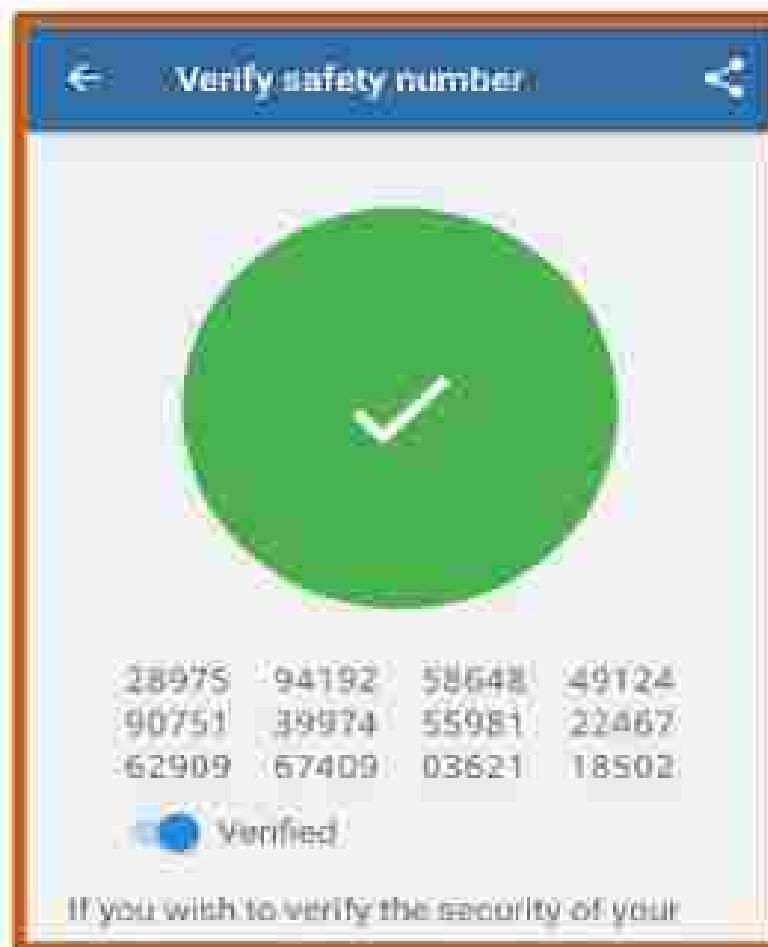 Verify safety number
28975 94192 58648 49124
90751 39974 55981 22467
62909 67409 03621 18502
Verified
If you wish to verify the security of your